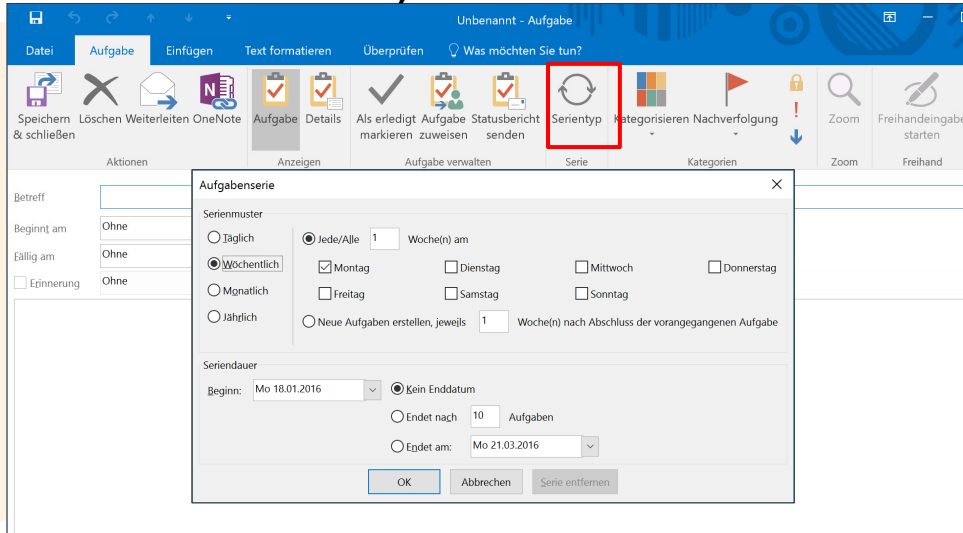 Unbenannt - Aufgabe
Datei Aufgabe Einfügen Text formatieren Überprüfen Was möchten Sie tun?
Speichern Löschen Weiterleiten OneNote Aufgabe Details Als erledigt Aufgabe Statusbericht Serientyp Kategorisieren Nachverfolgung Zoom Freihandeingabe
& schließen markieren zuweisen senden starten
Aktionen Anzeigen Aufgabe verwalten Serie Kategorien Zoom Freihand
Betreff
Beginnt am Ohne
Fällig am Ohne
Erinnerung Ohne
Aufgabenserie
Serienmuster
Täglich Jede/Alle 1 Woche(n) am
Wöchentlich Montag Dienstag Mittwoch Donnerstag
Monatlich Freitag Samstag Sonntag
Jährlich Neue Aufgaben erstellen, jeweils 1 Woche(n) nach Abschluss der vorangegangenen Aufgabe
Seriendauer
Beginn: Mo 18.01.2016 Kein Enddatum
Endet nach 10 Aufgaben
Endet am: Mo 21.03.2016
OK Abbrechen Serie entfernen